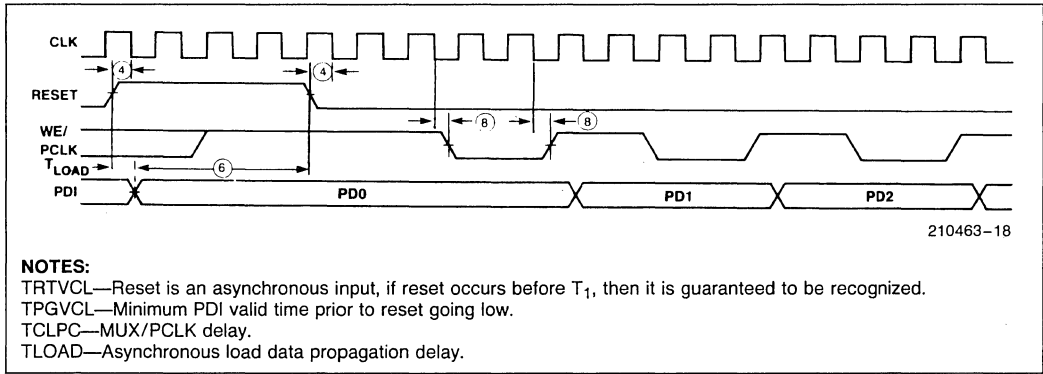 CLK
4
4
RESET
8
8
WE/
PCLK
TLOAD
6
PDI
PD0
PD1
PD2
210463–18
NOTES:
TRTVCL—Reset is an asynchronous input, if reset occurs before T1, then it is guaranteed to be recognized.
TPGVCL—Minimum PDI valid time prior to reset going low.
TCLPC—MUX/PCLK delay.
TLOAD—Asynchronous load data propagation delay.